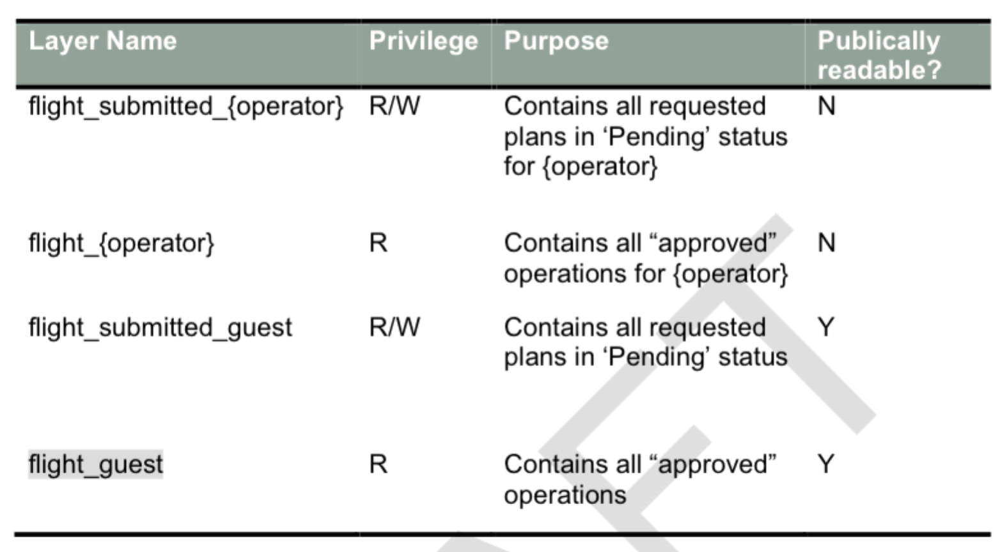 Layer Name Privilege Purpose Publically
readable?
flight_submitted_{operator} R/W Contains all requested N
plans in ‘Pending’ status
for {operator}
flight_{operator} R Contains all “approved” N
operations for {operator}
flight_submitted_guest R/W Contains all requested Y
plans in ‘Pending’ status
flight_guest R Contains all “approved” Y
operations